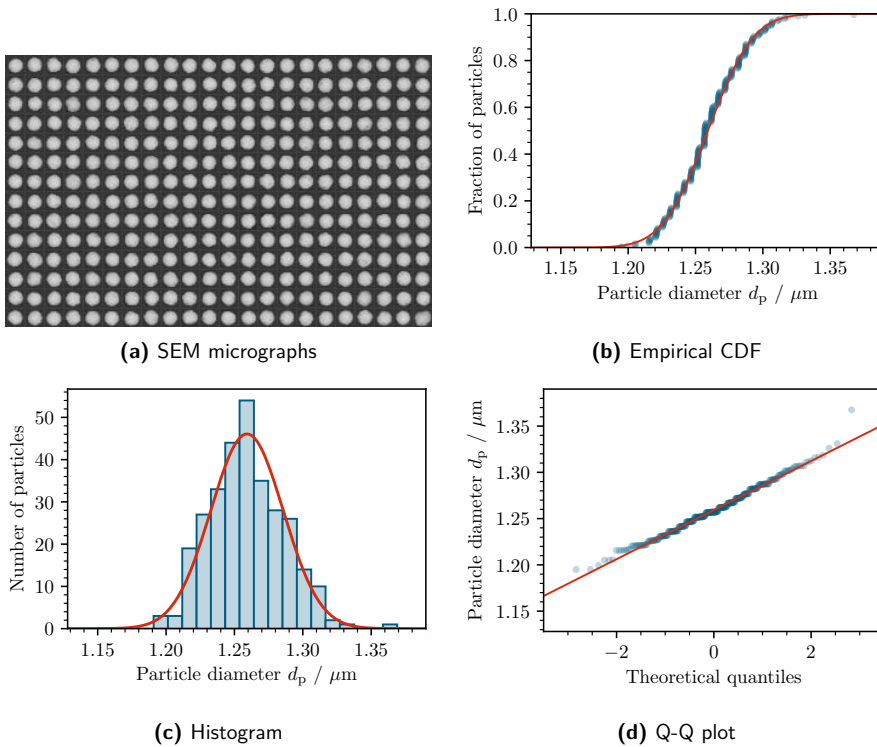 1.0
0.8
0.6
0.4
0.2
0.0
Fraction of particles
1.15 1.20 1.25 1.30 1.35
Particle diameter d_p / μm
(a) SEM micrographs
(b) Empirical CDF
50
40
30
20
10
0
Number of particles
1.15 1.20 1.25 1.30 1.35
Particle diameter d_p / μm
(c) Histogram
1.35
1.30
1.25
1.20
1.15
Particle diameter d_p / μm
−2 0 2
Theoretical quantiles
(d) Q-Q plot